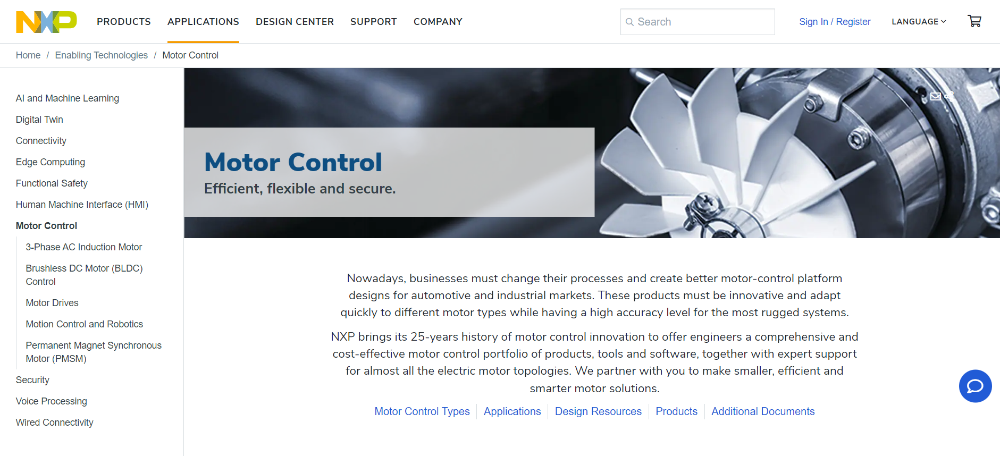 NXP
PRODUCTS APPLICATIONS DESIGN CENTER SUPPORT COMPANY
Search
Sign In / Register
LANGUAGE
Home / Enabling Technologies / Motor Control
AI and Machine Learning
Digital Twin
Connectivity
Edge Computing
Functional Safety
Human Machine Interface (HMI)
Motor Control
3-Phase AC Induction Motor
Brushless DC Motor (BLDC)
Control
Motor Drives
Motion Control and Robotics
Permanent Magnet Synchronous
Motor (PMSM)
Security
Voice Processing
Wired Connectivity
Motor Control
Efficient, flexible and secure.
Nowadays, businesses must change their processes and create better motor-control platform
designs for automotive and industrial markets. These products must be innovative and adapt
quickly to different motor types while having a high accuracy level for the most rugged systems.
NXP brings its 25-years history of motor control innovation to offer engineers a comprehensive and
cost-effective motor control portfolio of products, tools and software, together with expert support
for almost all the electric motor topologies. We partner with you to make smaller, efficient and
smarter motor solutions.
Motor Control Types Applications Design Resources Products Additional Documents